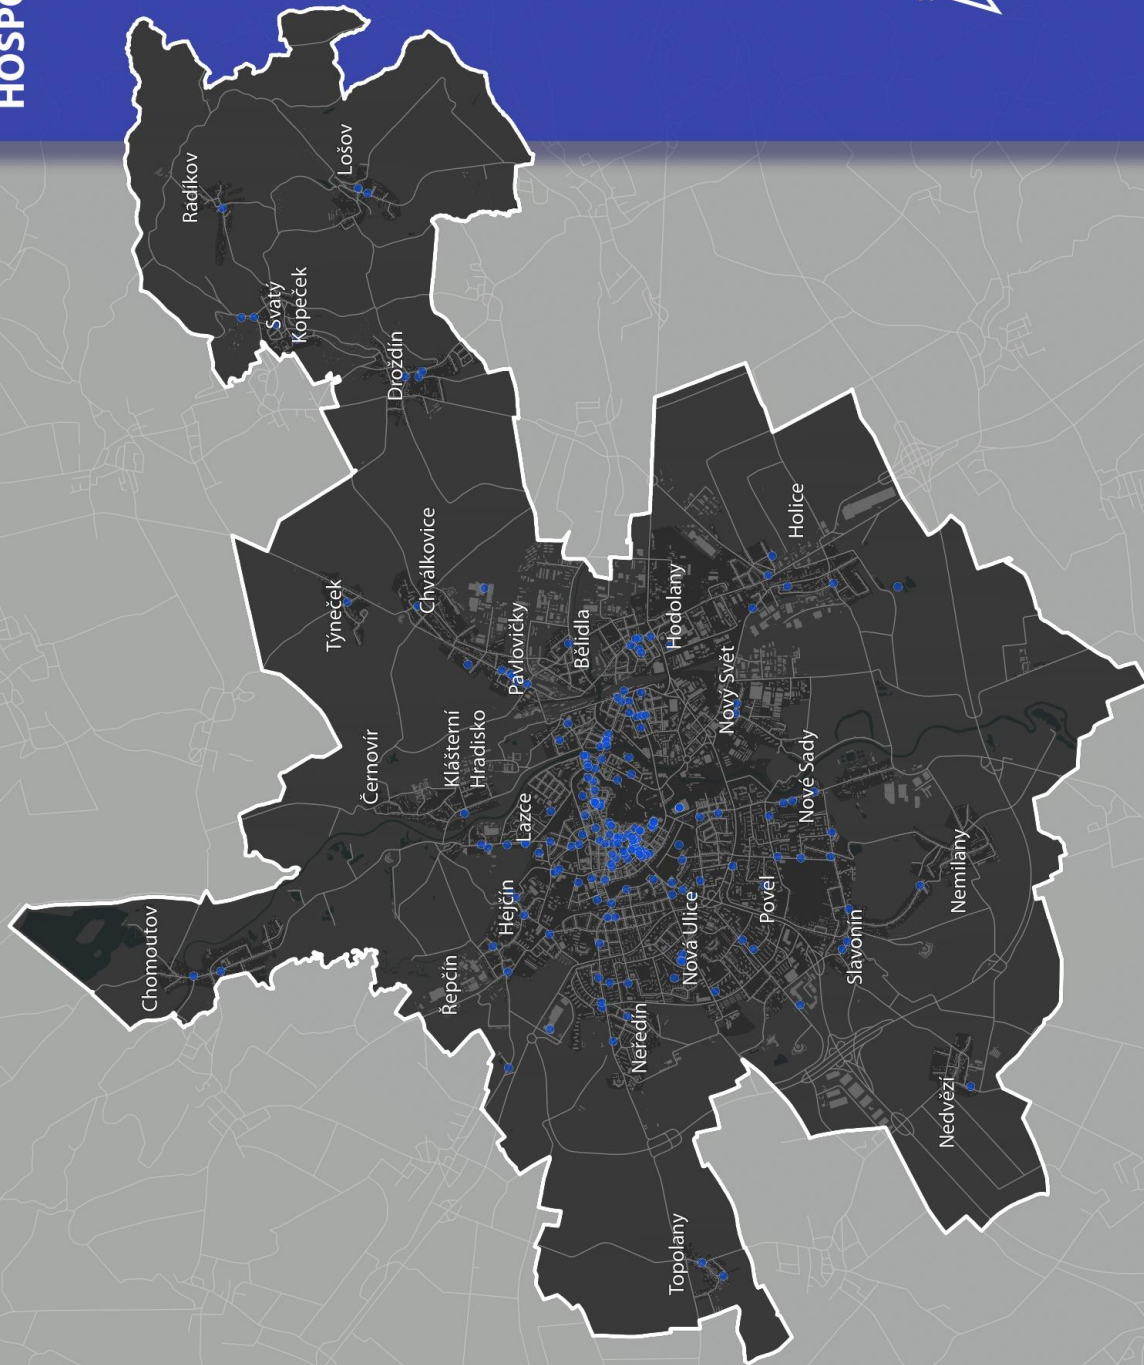 HOSPO
Radíkov
Lošov
Svatý
Kopeček
Droždín
Týneček
Chválkovice
Pavlovičky
Bělidla
Hodolany
Holice
Nový Svět
Černovír
Klášterní
Hradisko
Lazce
Nové Sady
Chomoutov
Hejčín
Řepčín
Nová Ulice
Povel
Nemilany
Slavonín
Neředín
Nedvězí
Topolany